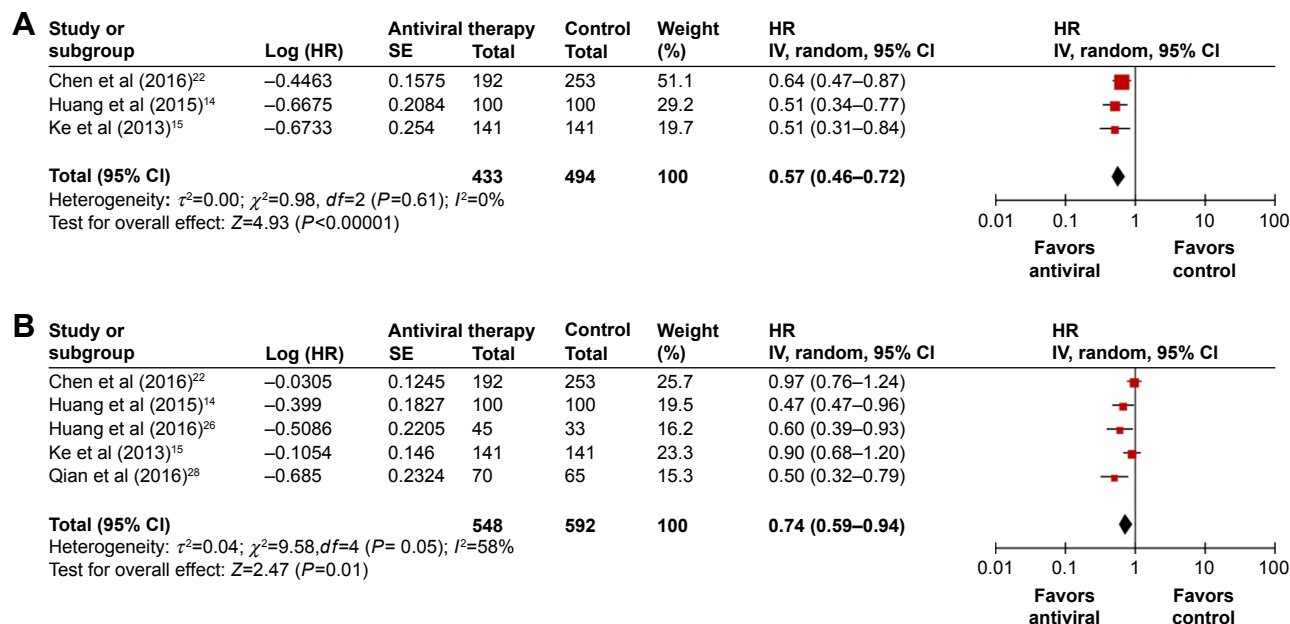 A Study or subgroup Log (HR) Antiviral therapy SE Total Control Total Weight (%) HR IV, random, 95% CI HR IV, random, 95% CI
Chen et al (2016)²² –0.4463 0.1575 192 253 51.1 0.64 (0.47–0.87)
Huang et al (2015)¹⁴ –0.6675 0.2084 100 100 29.2 0.51 (0.34–0.77)
Ke et al (2013)¹⁵ –0.6733 0.254 141 141 19.7 0.51 (0.31–0.84)
Total (95% CI) 433 494 100 0.57 (0.46–0.72)
Heterogeneity: τ²=0.00; χ²=0.98, df=2 (P=0.61); I²=0%
Test for overall effect: Z=4.93 (P<0.00001)
0.01 0.1 1 10 100
Favors antiviral Favors control
B Study or subgroup Log (HR) Antiviral therapy SE Total Control Total Weight (%) HR IV, random, 95% CI HR IV, random, 95% CI
Chen et al (2016)²² –0.0305 0.1245 192 253 25.7 0.97 (0.76–1.24)
Huang et al (2015)¹⁴ –0.399 0.1827 100 100 19.5 0.47 (0.47–0.96)
Huang et al (2016)²⁶ –0.5086 0.2205 45 33 16.2 0.60 (0.39–0.93)
Ke et al (2013)¹⁵ –0.1054 0.146 141 141 23.3 0.90 (0.68–1.20)
Qian et al (2016)²⁸ –0.685 0.2324 70 65 15.3 0.50 (0.32–0.79)
Total (95% CI) 548 592 100 0.74 (0.59–0.94)
Heterogeneity: τ²=0.04; χ²=9.58,df=4 (P= 0.05); I²=58%
Test for overall effect: Z=2.47 (P=0.01)
0.01 0.1 1 10 100
Favors antiviral Favors control